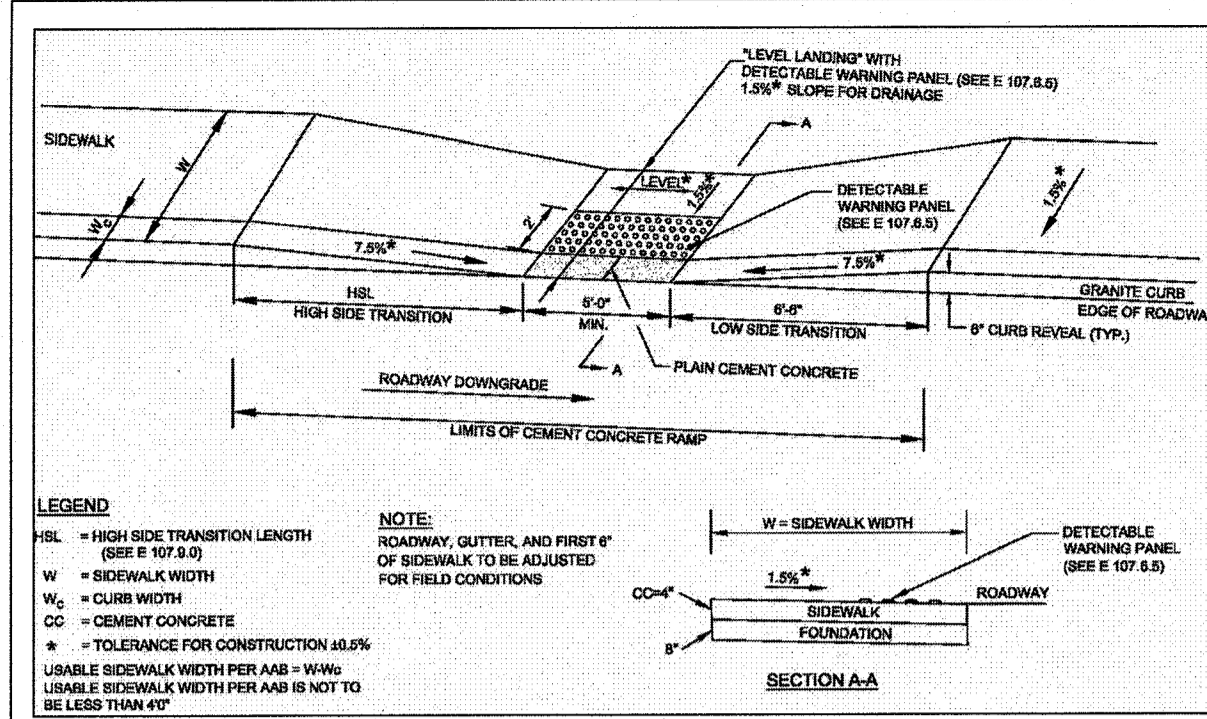 "LEVEL LANDING" WITH
DETECTABLE WARNING PANEL (SEE E 107.6.5)
1.5%* SLOPE FOR DRAINAGE
A
SIDEWALK
W
Wc
LEVEL*
1.5%*
2'
DETECTABLE
WARNING PANEL
(SEE E 107.6.5)
1.5%*
7.5%*
7.5%*
HSL
HIGH SIDE TRANSITION
5'-0"
MIN.
6'-6"
LOW SIDE TRANSITION
GRANITE CURB
EDGE OF ROADWA
6" CURB REVEAL (TYP.)
A
PLAIN CEMENT CONCRETE
ROADWAY DOWNGRADE
LIMITS OF CEMENT CONCRETE RAMP
LEGEND
HSL = HIGH SIDE TRANSITION LENGTH
(SEE E 107.9.0)
W = SIDEWALK WIDTH
Wc = CURB WIDTH
CC = CEMENT CONCRETE
* = TOLERANCE FOR CONSTRUCTION ±0.5%
USABLE SIDEWALK WIDTH PER AAB = W-Wc
USABLE SIDEWALK WIDTH PER AAB IS NOT TO
BE LESS THAN 4'0"
NOTE:
ROADWAY, GUTTER, AND FIRST 6"
OF SIDEWALK TO BE ADJUSTED
FOR FIELD CONDITIONS
W = SIDEWALK WIDTH
DETECTABLE
WARNING PANEL
(SEE E 107.6.5)
1.5%*
ROADWAY
CC=4"
SIDEWALK
FOUNDATION
8"
SECTION A-A